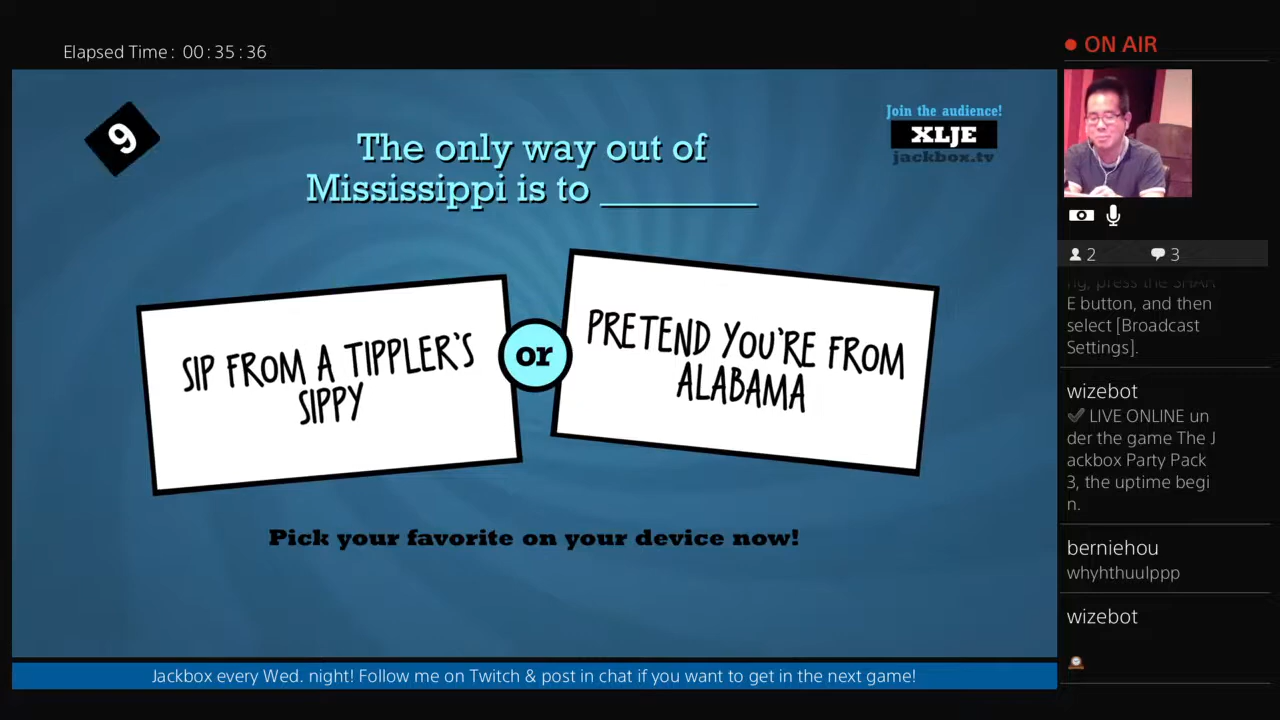 Elapsed Time: 00:35:36
ON AIR
9
The only way out of
Mississippi is to ________
Join the audience!
XLJE
jackbox.tv
SIP FROM A TIPPLER'S
SIPPY
or
PRETEND YOU'RE FROM
ALABAMA
Pick your favorite on your device now!
Jackbox every Wed. night! Follow me on Twitch & post in chat if you want to get in the next game!
2
3
ng, press the SHAR
E button, and then
select [Broadcast
Settings].
wizebot
✔ LIVE ONLINE un
der the game The J
ackbox Party Pack
3, the uptime begi
n.
berniehou
whyhthuulppp
wizebot